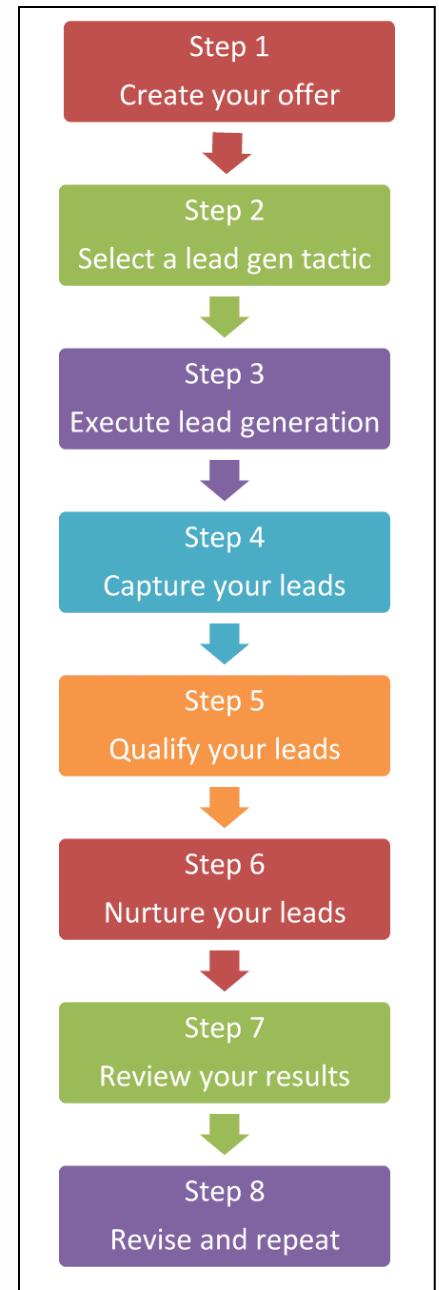 Step 1
Create your offer
Step 2
Select a lead gen tactic
Step 3
Execute lead generation
Step 4
Capture your leads
Step 5
Qualify your leads
Step 6
Nurture your leads
Step 7
Review your results
Step 8
Revise and repeat